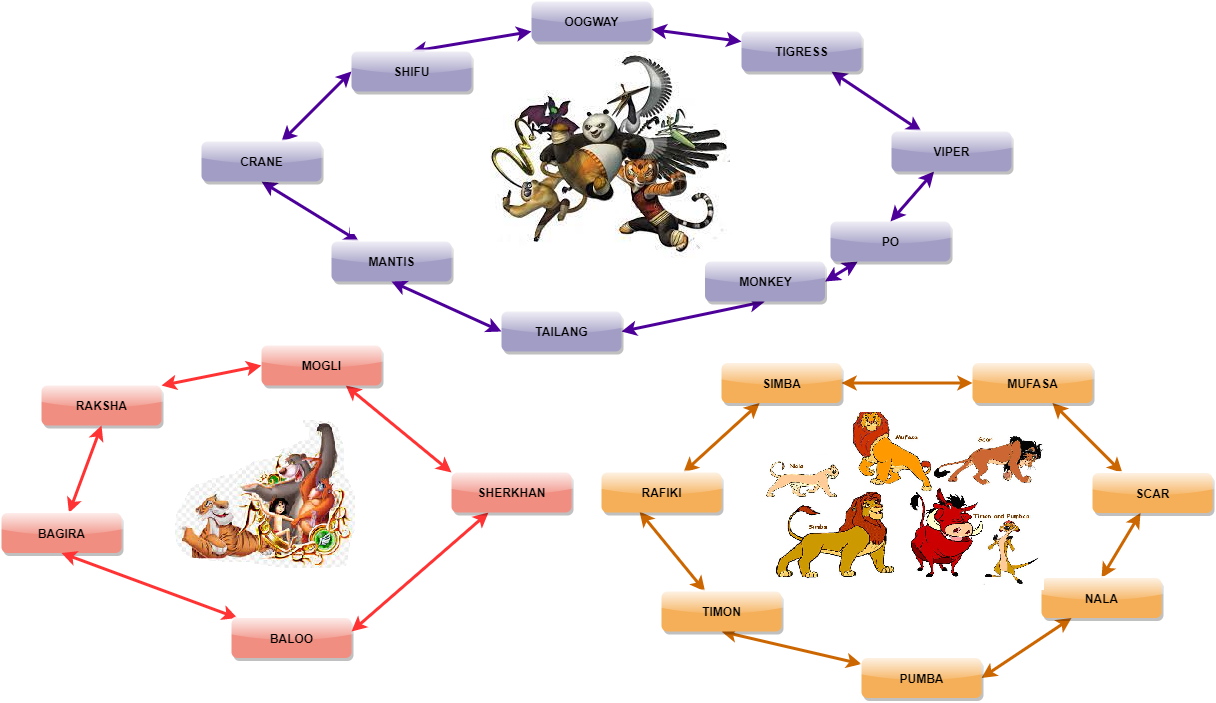 OOGWAY
TIGRESS
SHIFU
VIPER
CRANE
PO
MANTIS
MONKEY
TAILANG
MOGLI
RAKSHA
SHERKHAN
BAGIRA
BALOO
SIMBA
MUFASA
Mufasa
Scar
Nala
RAFIKI
SCAR
Simba
Timon and Pumbaa
TIMON
NALA
PUMBA